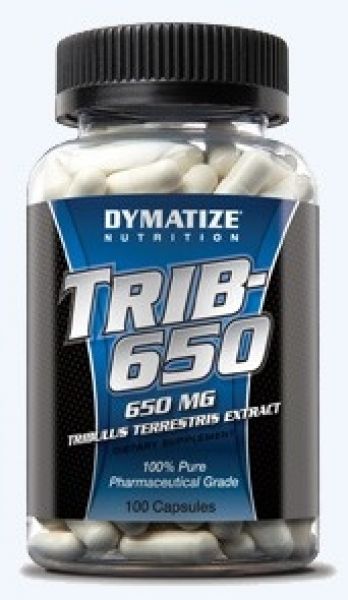 DYMATIZE®
NUTRITION
TRIB-
650
650 MG
TRIBULUS TERRESTRIS EXTRACT
DIETARY SUPPLEMENT
100% Pure
Pharmaceutical Grade
100 Capsules